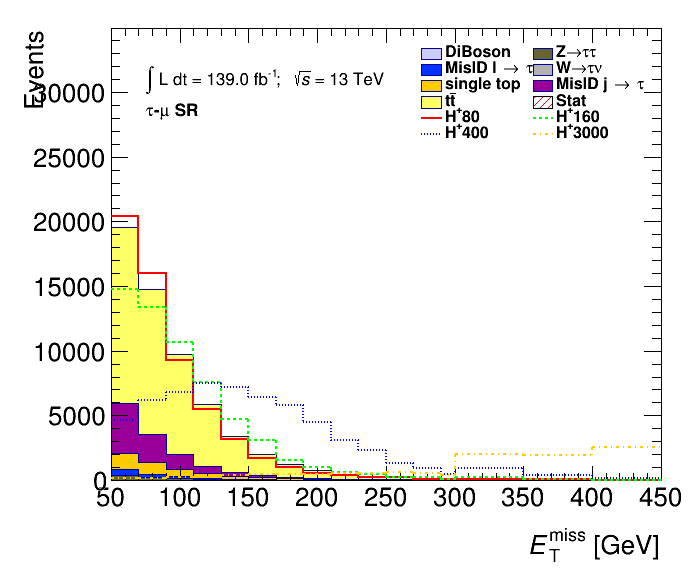 Events
DiBoson Z→ττ
MisID l → τ W→τν
single top MisID j → τ
tt̄ Stat
H⁺80 H⁺160
H⁺400 H⁺3000
∫ L dt = 139.0 fb⁻¹; √s = 13 TeV
τ-μ SR
30000
25000
20000
15000
10000
5000
0
50 100 150 200 250 300 350 400 450
E_T^miss [GeV]